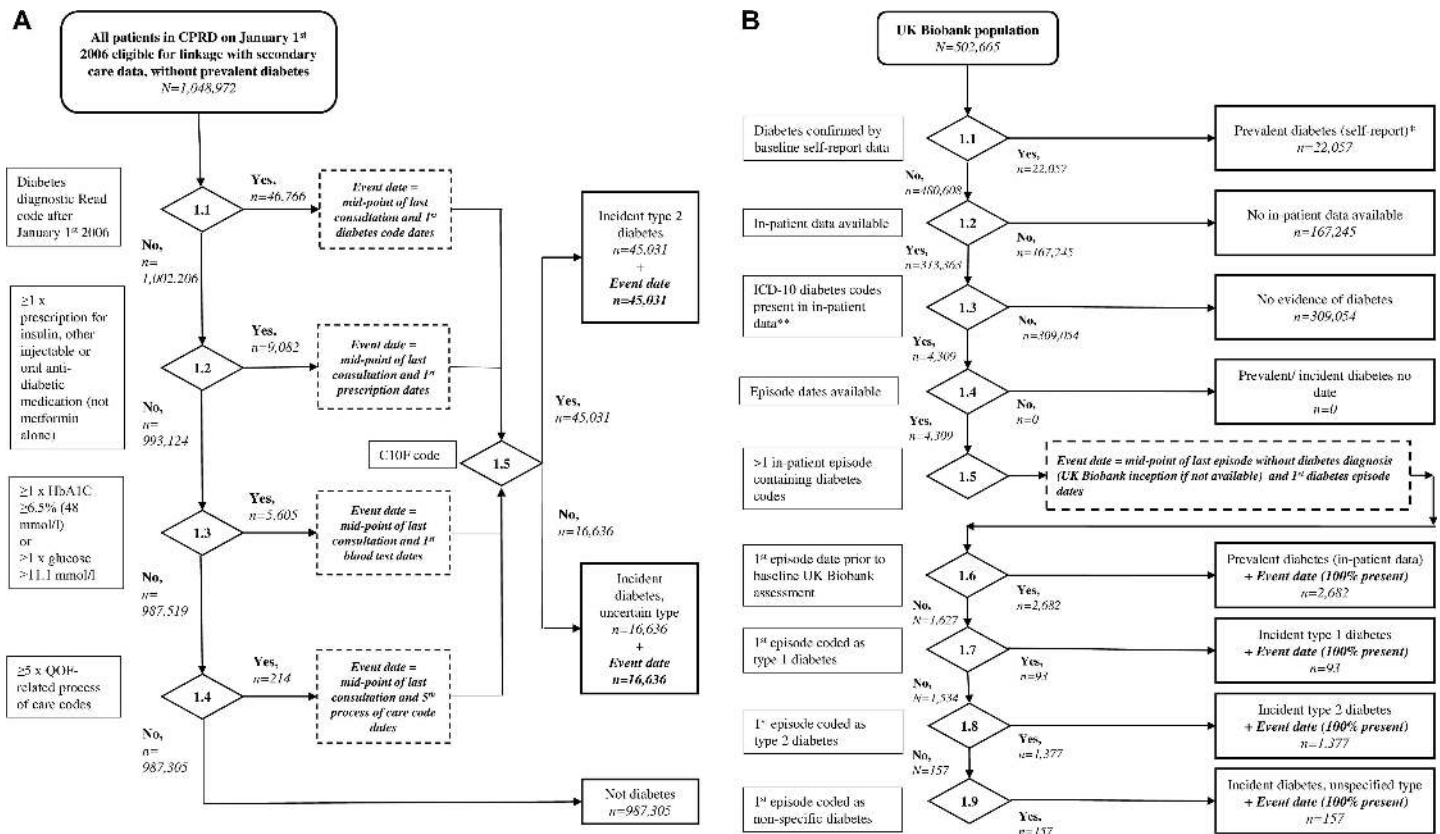 A
All patients in CPRD on January 1st
2006 eligible for linkage with secondary
care data, without prevalent diabetes
N=1,048,972
Diabetes
diagnostic Read
code after
January 1st 2006
1.1
Yes,
n=46,766
Event date =
mid-point of last
consultation and 1st
diabetes code dates
No,
n=
1,002,206
≥1 x
prescription for
insulin, other
injectable or
oral anti-
diabetic
medication (not
metformin
alone)
1.2
Yes,
n=9,082
Event date =
mid-point of last
consultation and 1st
prescription dates
No,
n=
993,124
≥1 x HbA1C
≥6.5% (48
mmol/l)
or
>1 x glucose
>11.1 mmol/l
1.3
Yes,
n=5,605
Event date =
mid-point of last
consultation and 1st
blood test dates
No,
n=
987,519
≥5 x QOF-
related process
of care codes
1.4
Yes,
n=214
Event date =
mid-point of last
consultation and 5th
process of care code
dates
No,
n=
987,305
C10F code
1.5
Yes,
n=45,031
Incident type 2
diabetes
n=45,031
+
Event date
n=45,031
No,
n=16,636
Incident
diabetes,
uncertain type
n=16,636
+
Event date
n=16,636
Not diabetes
n=987,305
B
UK Biobank population
N=502,665
Diabetes confirmed by
baseline self-report data
1.1
Yes,
n=22,057
Prevalent diabetes (self-report)*
n=22,057
No,
n=480,608
In-patient data available
1.2
No,
n=167,245
No in-patient data available
n=167,245
Yes,
n=313,363
ICD-10 diabetes codes
present in in-patient
data**
1.3
No,
n=309,054
No evidence of diabetes
n=309,054
Yes,
n=4,309
Episode dates available
1.4
No,
n=0
Prevalent/ incident diabetes no
date
n=0
Yes,
n=4,309
>1 in-patient episode
containing diabetes
codes
1.5
Event date = mid-point of last episode without diabetes diagnosis
(UK Biobank inception if not available) and 1st diabetes episode
dates
1st episode date prior to
baseline UK Biobank
assessment
1.6
Yes,
n=2,682
Prevalent diabetes (in-patient data)
+ Event date (100% present)
n=2,682
No,
N=1,627
1st episode coded as
type 1 diabetes
1.7
Yes,
n=93
Incident type 1 diabetes
+ Event date (100% present)
n=93
No,
N=1,534
1st episode coded as
type 2 diabetes
1.8
Yes,
n=1,377
Incident type 2 diabetes
+ Event date (100% present)
n=1,377
No,
N=157
1st episode coded as
non-specific diabetes
1.9
Yes,
n=157
Incident diabetes, unspecified type
+ Event date (100% present)
n=157